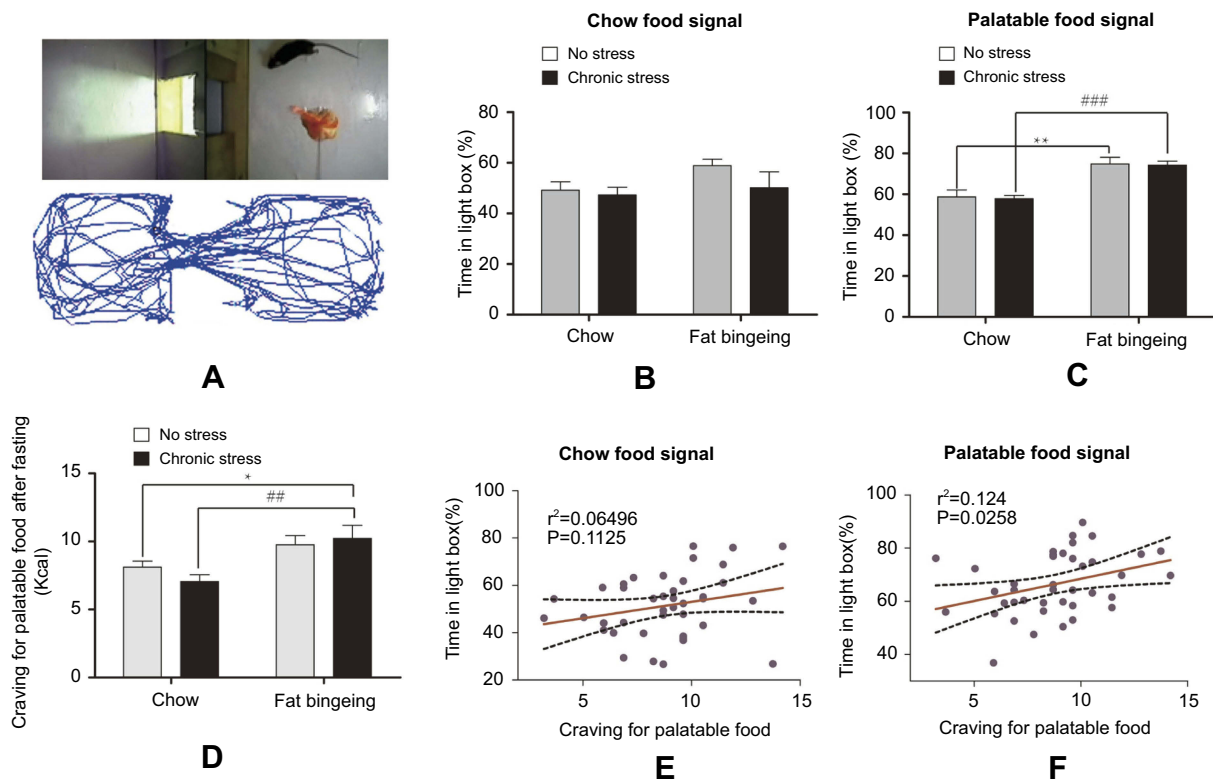 A
Chow food signal
No stress
Chronic stress
Time in light box (%)
80
60
40
20
0
Chow
Fat bingeing
B
Palatable food signal
No stress
Chronic stress
Time in light box (%)
100
80
60
40
20
0
###
**
Chow
Fat bingeing
C
Craving for palatable food after fasting
(Kcal)
No stress
Chronic stress
15
10
5
0
*
##
Chow
Fat bingeing
D
Chow food signal
Time in light box(%)
100
80
60
40
20
r²=0.06496
P=0.1125
5
10
15
Craving for palatable food
E
Palatable food signal
Time in light box(%)
100
80
60
40
r²=0.124
P=0.0258
5
10
15
Craving for palatable food
F